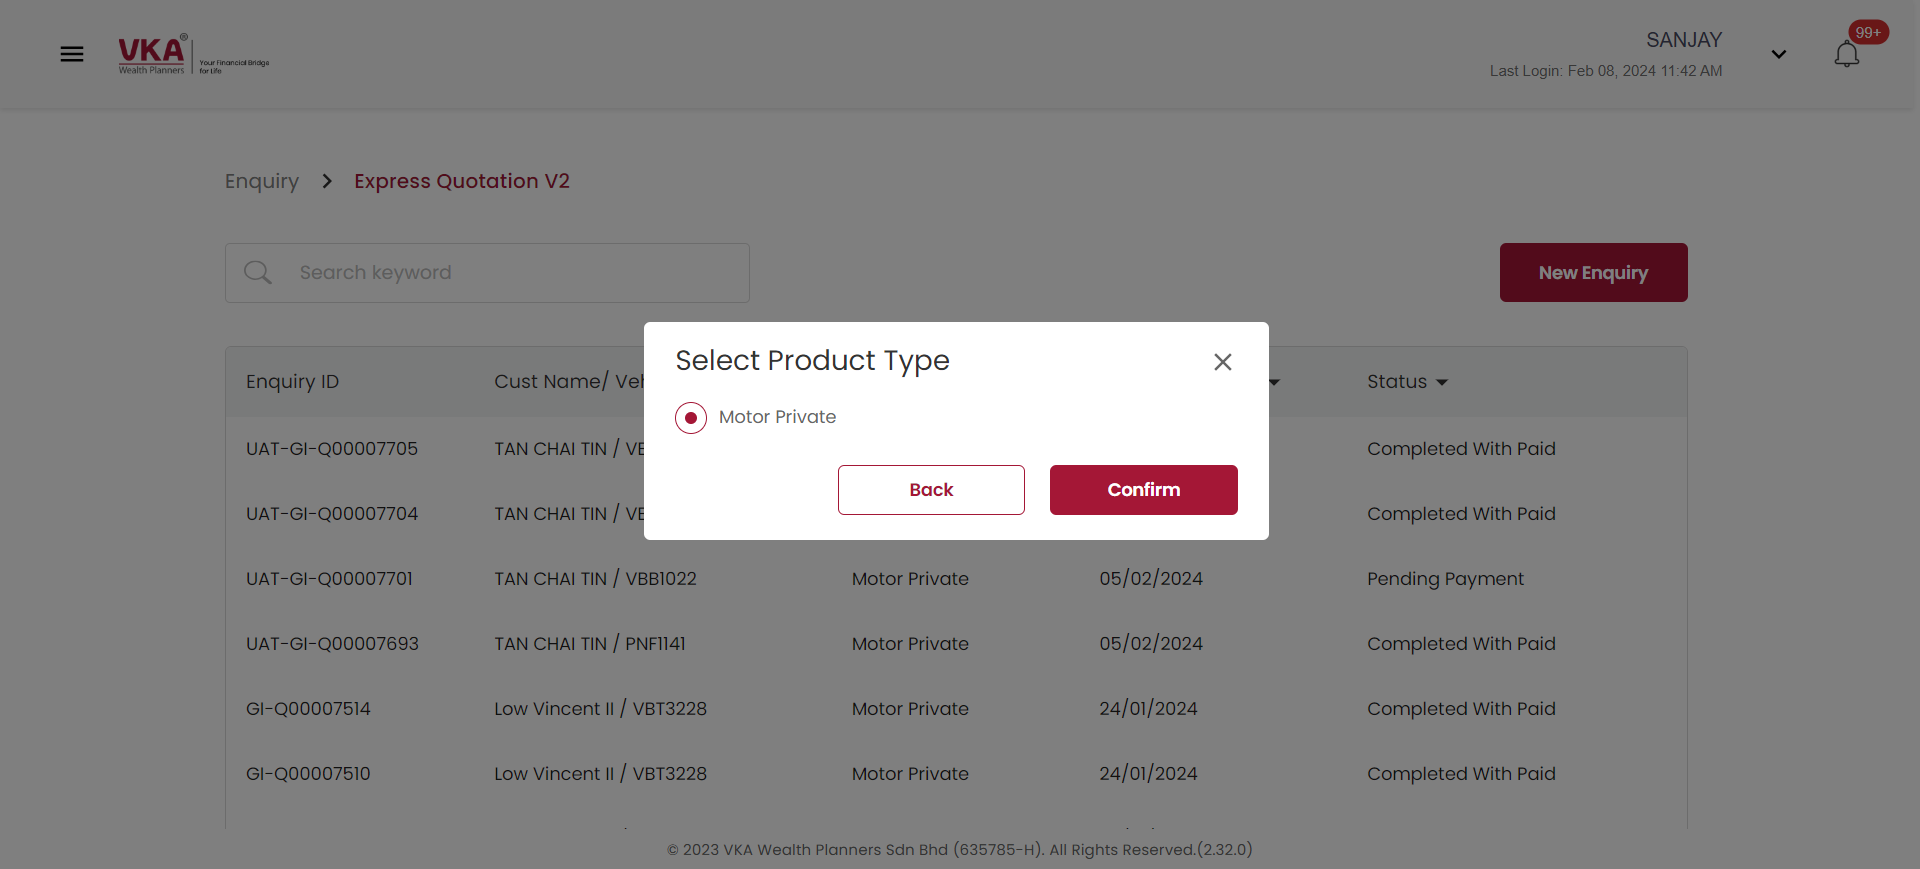 VKA®
Wealth Planners
Your Financial Bridge
for Life
SANJAY
Last Login: Feb 08, 2024 11:42 AM
99+
Enquiry
Express Quotation V2
Search keyword
New Enquiry
Select Product Type
Motor Private
Back
Confirm
Enquiry ID Cust Name/ Veh Status
UAT-GI-Q00007705 TAN CHAI TIN / VB Completed With Paid
UAT-GI-Q00007704 TAN CHAI TIN / VB Completed With Paid
UAT-GI-Q00007701 TAN CHAI TIN / VBB1022 Motor Private 05/02/2024 Pending Payment
UAT-GI-Q00007693 TAN CHAI TIN / PNF1141 Motor Private 05/02/2024 Completed With Paid
GI-Q00007514 Low Vincent II / VBT3228 Motor Private 24/01/2024 Completed With Paid
GI-Q00007510 Low Vincent II / VBT3228 Motor Private 24/01/2024 Completed With Paid
© 2023 VKA Wealth Planners Sdn Bhd (635785-H). All Rights Reserved.(2.32.0)